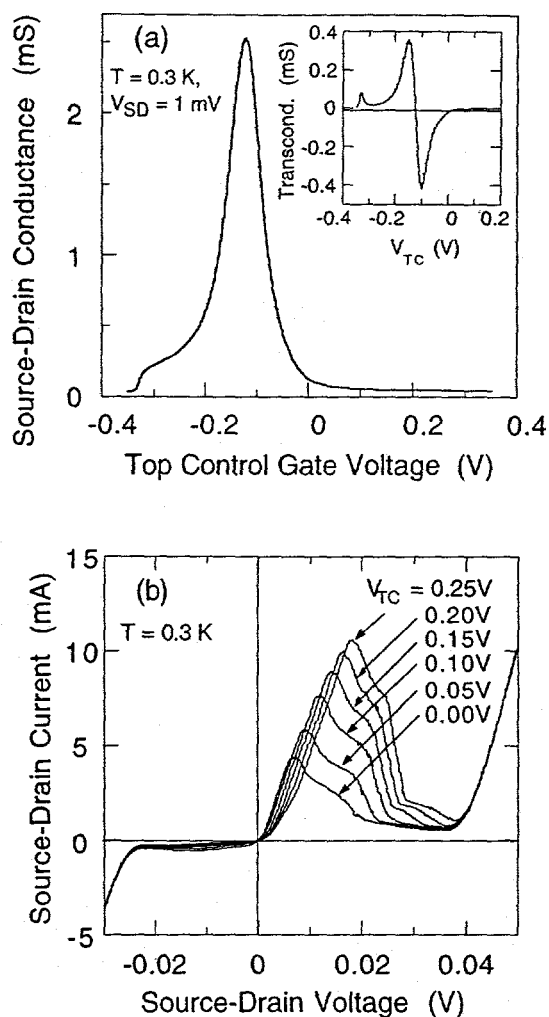 (a)
T = 0.3 K,
V_SD = 1 mV
Source-Drain Conductance (mS)
2
1
0
-0.4
-0.2
0
0.2
0.4
Top Control Gate Voltage (V)
Transcond. (mS)
0.4
0.2
0
-0.2
-0.4
-0.4
-0.2
0
0.2
V_TC (V)
(b)
T = 0.3 K
Source-Drain Current (mA)
15
10
5
0
-5
V_TC = 0.25V
0.20V
0.15V
0.10V
0.05V
0.00V
-0.02
0
0.02
0.04
Source-Drain Voltage (V)